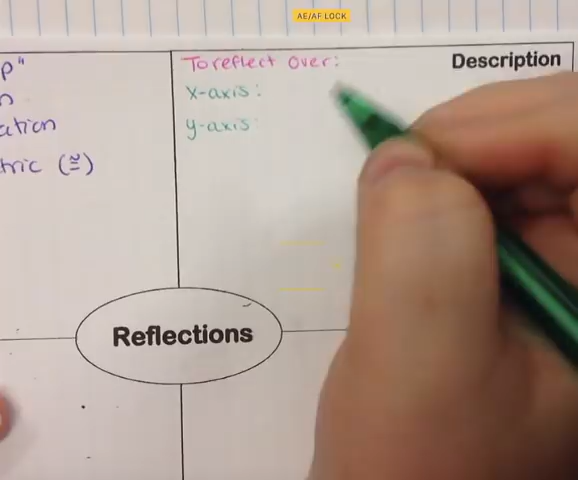 AE/AF LOCK
p"
n
ation
tric (≅)
To reflect over:
x-axis:
y-axis:
Description
Reflections